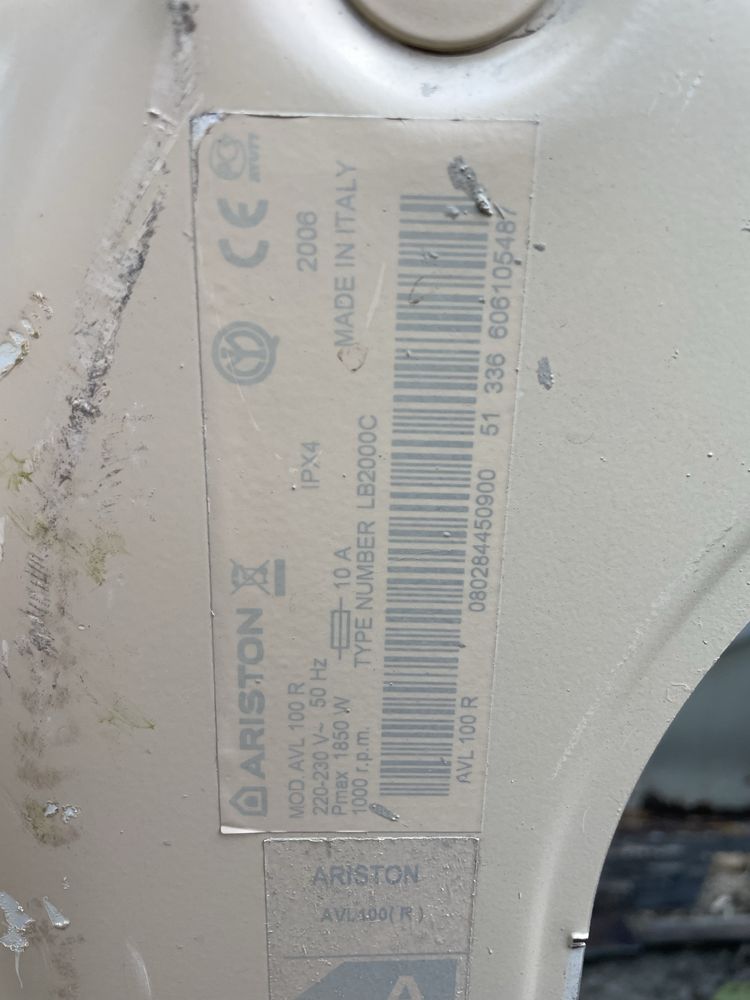 ARISTON
MOD. AVL 100 R
220-230 V~ 50 Hz
Pmax 1850 W
10 A
1000 r.p.m.
TYPE NUMBER LB2000C
IPX4
2006
MADE IN ITALY
CE
080284450900 51 336 606105487
AVL 100 R
ARISTON
AVL100( R )
A